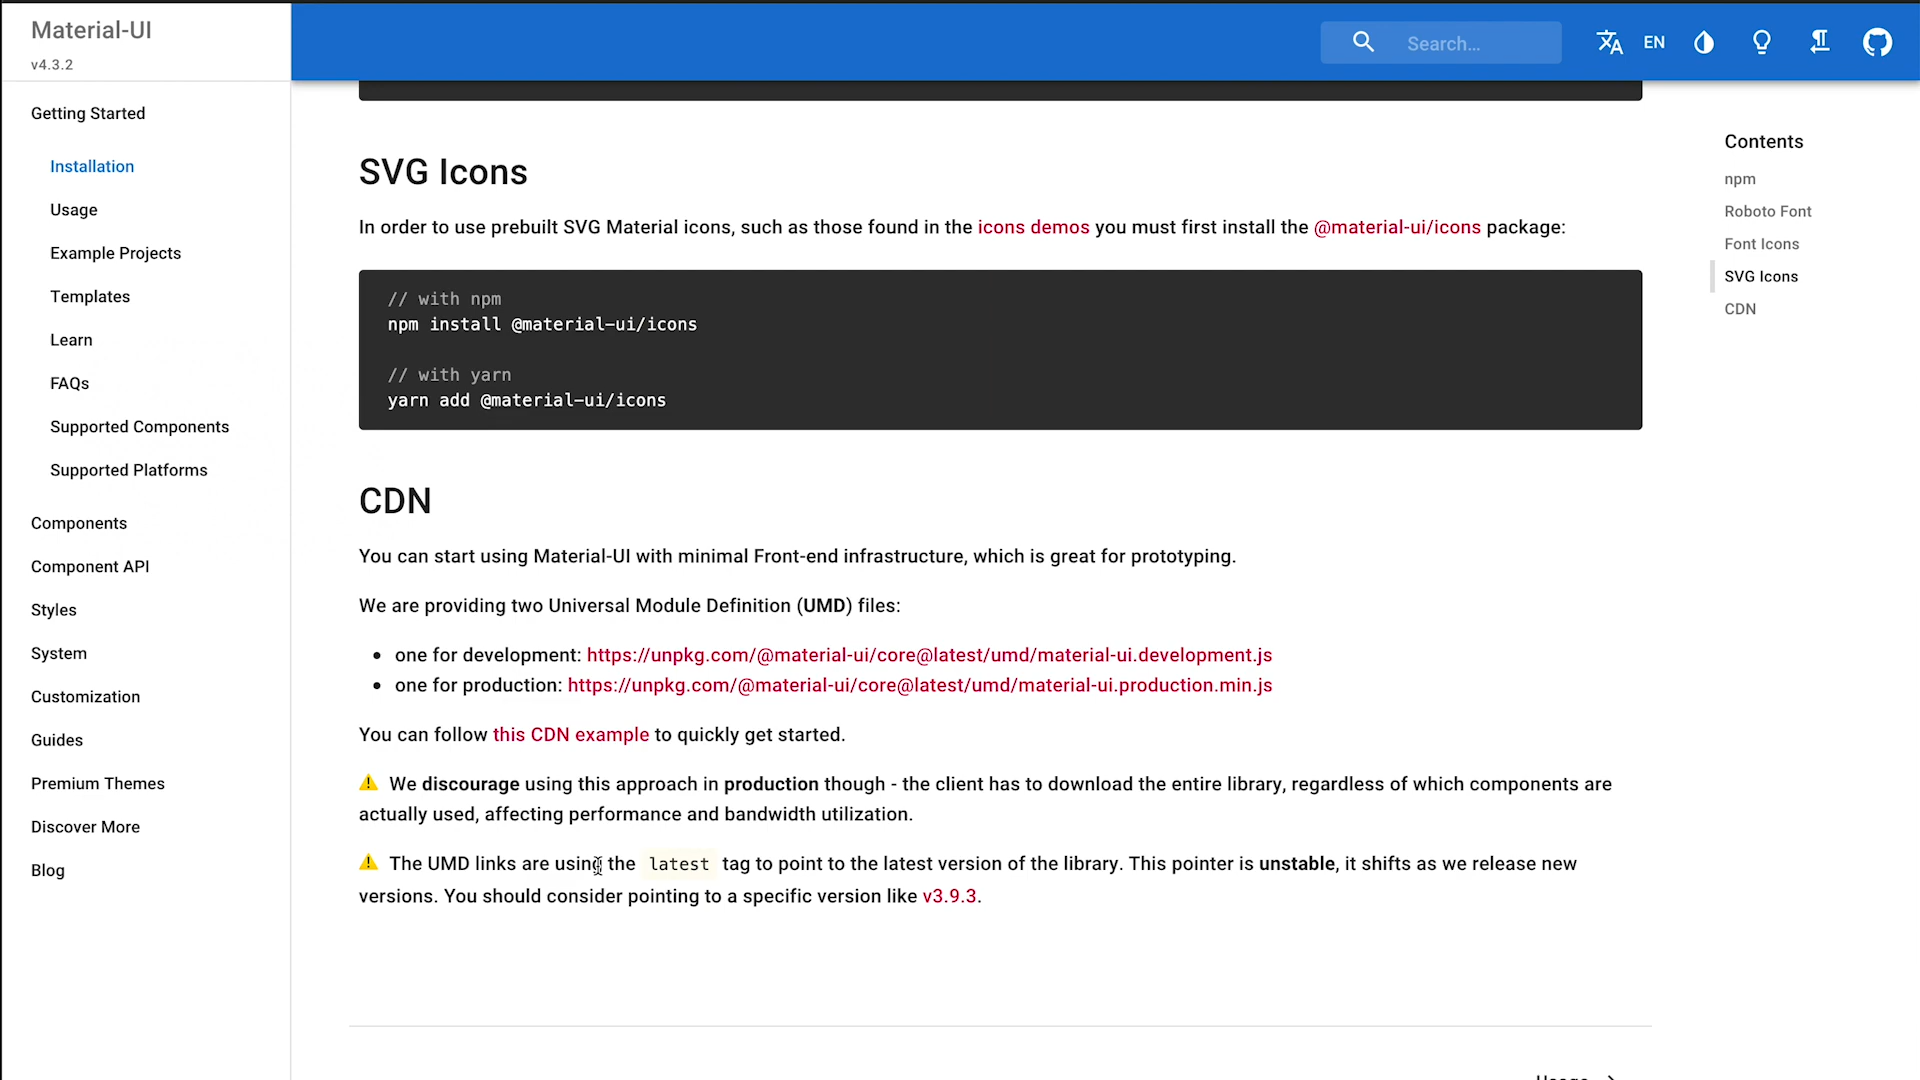 Material-UI
v4.3.2
Search...
EN
Getting Started
Installation
Usage
Example Projects
Templates
Learn
FAQs
Supported Components
Supported Platforms
Components
Component API
Styles
System
Customization
Guides
Premium Themes
Discover More
Blog
SVG Icons
In order to use prebuilt SVG Material icons, such as those found in the icons demos you must first install the @material-ui/icons package:
// with npm
npm install @material-ui/icons
// with yarn
yarn add @material-ui/icons
CDN
You can start using Material-UI with minimal Front-end infrastructure, which is great for prototyping.
We are providing two Universal Module Definition (UMD) files:
• one for development: https://unpkg.com/@material-ui/core@latest/umd/material-ui.development.js
• one for production: https://unpkg.com/@material-ui/core@latest/umd/material-ui.production.min.js
You can follow this CDN example to quickly get started.
⚠️ We discourage using this approach in production though - the client has to download the entire library, regardless of which components are
actually used, affecting performance and bandwidth utilization.
⚠️ The UMD links are using the latest tag to point to the latest version of the library. This pointer is unstable, it shifts as we release new
versions. You should consider pointing to a specific version like v3.9.3.
Contents
npm
Roboto Font
Font Icons
SVG Icons
CDN